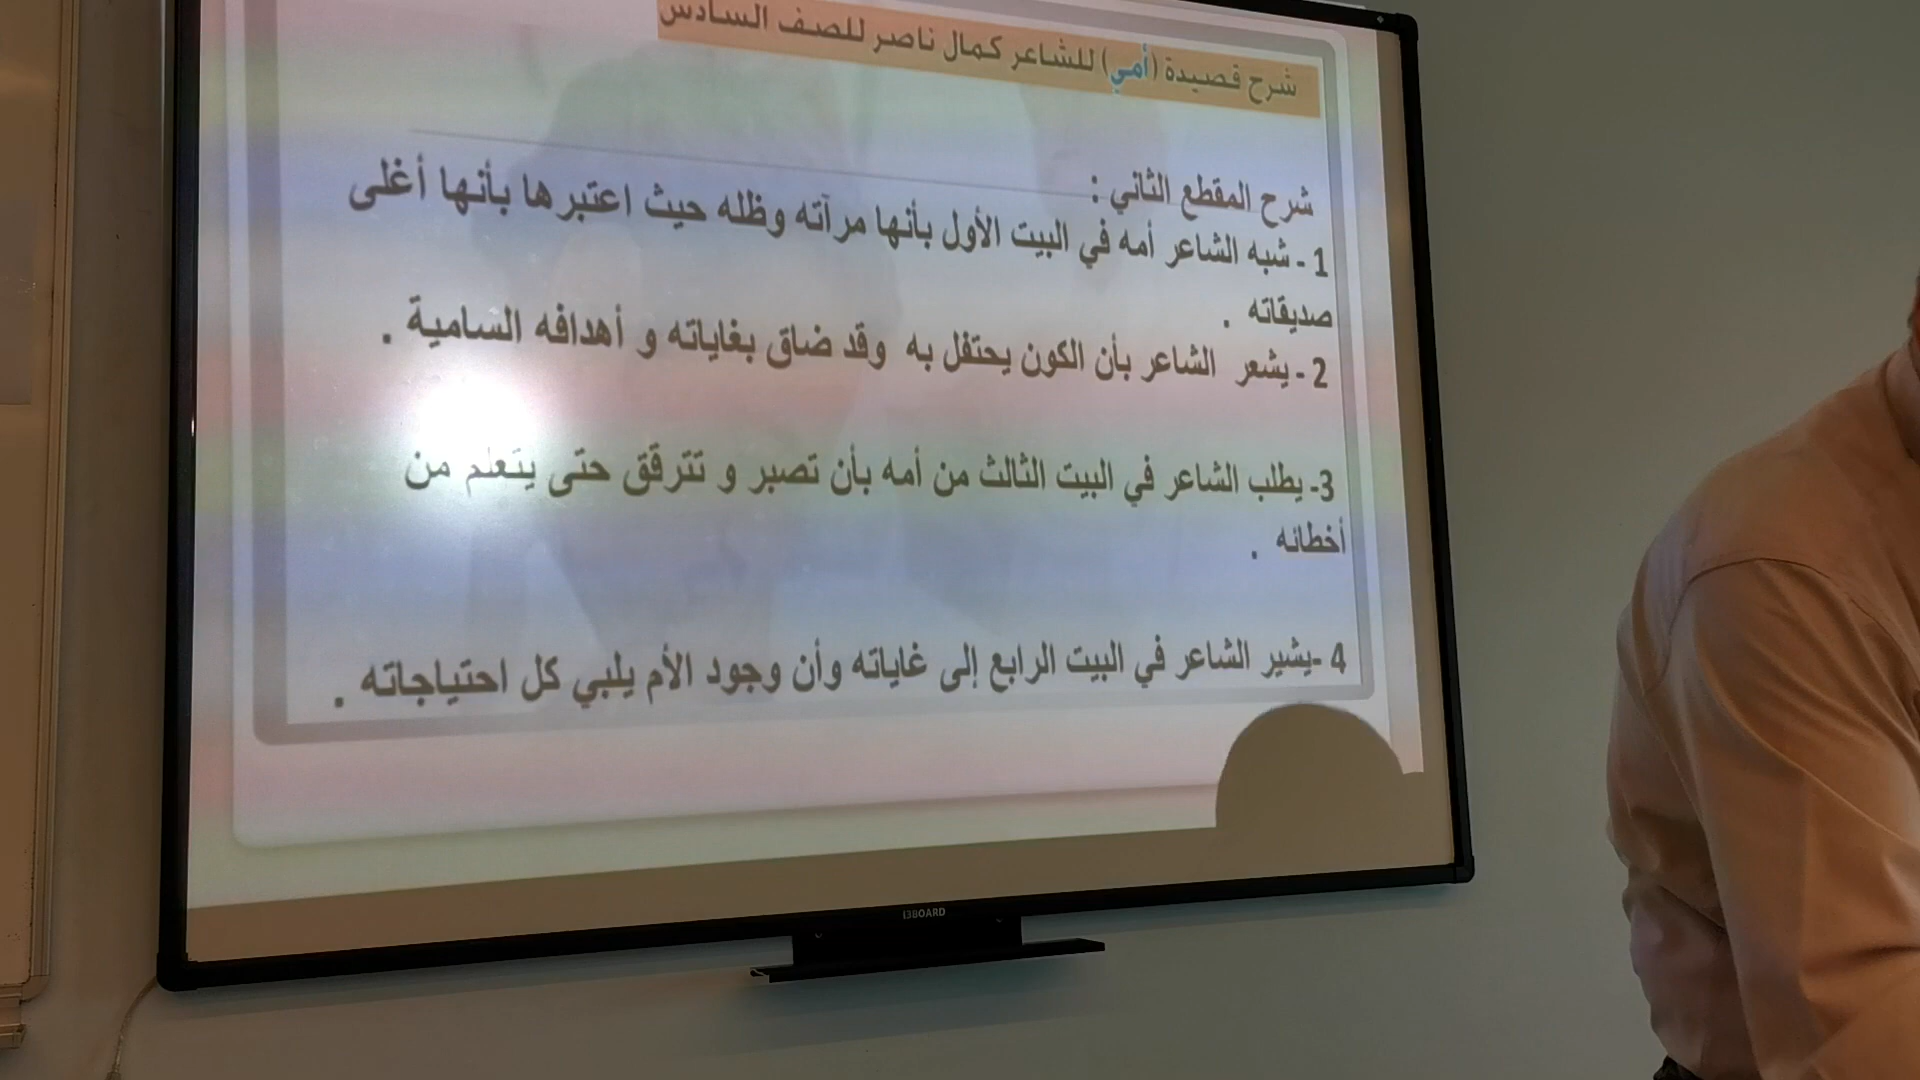 شرح قصيدة (أمي) للشاعر كمال ناصر للصف السادس
شرح المقطع الثاني :
1 - شبه الشاعر أمه في البيت الأول بأنها مرآته وظله حيث اعتبرها بأنها أغلى
صديقاته .
2 - يشعر الشاعر بأن الكون يحتفل به وقد ضاق بغاياته و أهدافه السامية .
3- يطلب الشاعر في البيت الثالث من أمه بأن تصبر و تترقق حتى يتعلم من
أخطائه .
4 -يشير الشاعر في البيت الرابع إلى غاياته وأن وجود الأم يلبي كل احتياجاته .
i3BOARD